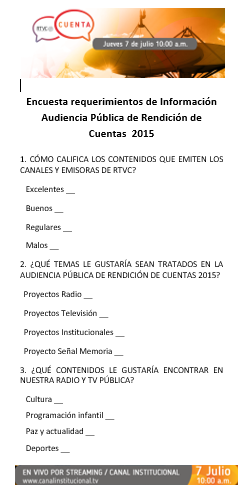 RTVC@ CUENTA
Jueves 7 de julio 10:00 a.m.
Encuesta requerimientos de Información
Audiencia Pública de Rendición de
Cuentas 2015
1. CÓMO CALIFICA LOS CONTENIDOS QUE EMITEN LOS
CANALES Y EMISORAS DE RTVC?
Excelentes __
Buenos __
Regulares __
Malos __
2. ¿QUÉ TEMAS LE GUSTARÍA SEAN TRATADOS EN LA
AUDIENCIA PÚBLICA DE RENDICIÓN DE CUENTAS 2015?
Proyectos Radio __
Proyectos Televisión __
Proyectos Institucionales __
Proyecto Señal Memoria __
3. ¿QUÉ CONTENIDOS LE GUSTARÍA ENCONTRAR EN
NUESTRA RADIO Y TV PÚBLICA?
Cultura __
Programación infantil __
Paz y actualidad __
Deportes __
EN VIVO POR STREAMING / CANAL INSTITUCIONAL
www.canalinstitucional.tv
7 Julio
10:00 a.m.